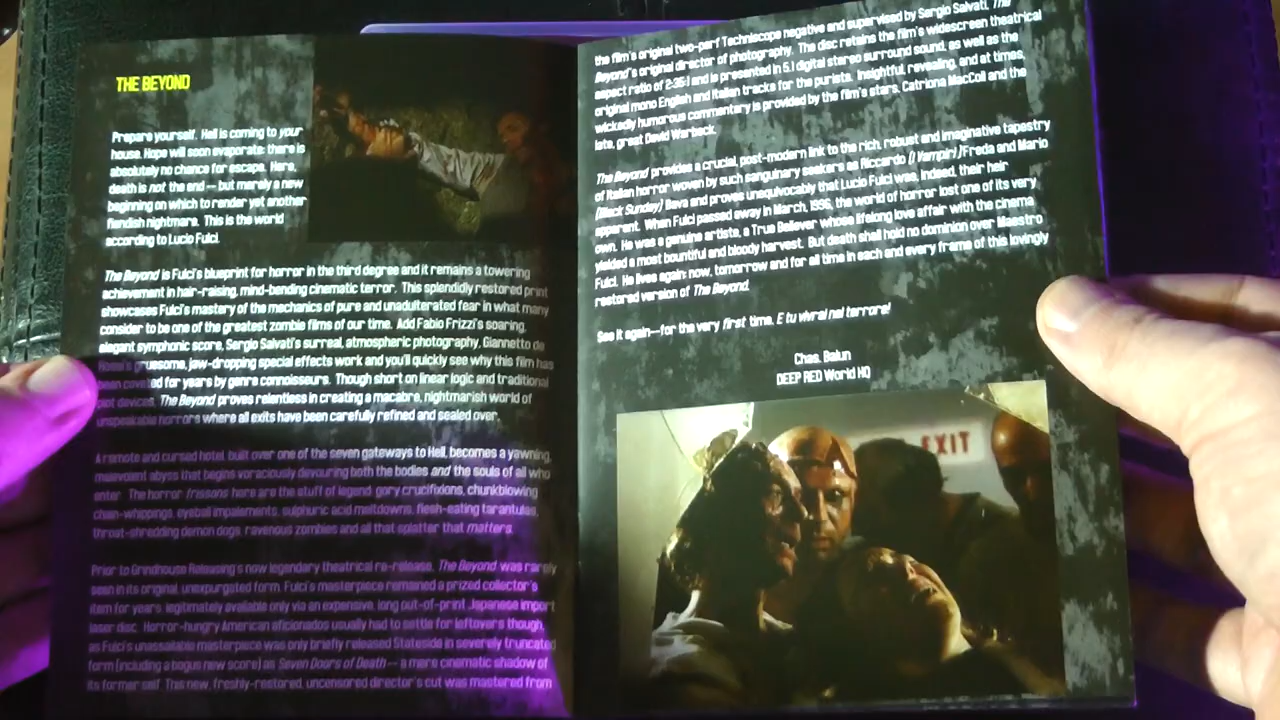 THE BEYOND
Prepare yourself. Hell is coming to your
house. Hope will soon evaporate: there is
absolutely no chance for escape. Here,
death is not the end -- but merely a new
beginning on which to render yet another
fiendish nightmare. This is the world
according to Lucio Fulci.
The Beyond is Fulci's blueprint for horror in the third degree and it remains a towering
achievement in hair-raising, mind-bending cinematic terror. This splendidly restored print
showcases Fulci's mastery of the mechanics of pure and unadulterated fear in what many
consider to be one of the greatest zombie films of our time. Add Fabio Frizzi's soaring,
elegant symphonic score, Sergio Salvati's surreal, atmospheric photography, Giannetto de
Rossi's gruesome, jaw-dropping special effects work and you'll quickly see why this film has
been coveted for years by genre connoisseurs. Though short on linear logic and traditional
plot devices, The Beyond proves relentless in creating a macabre, nightmarish world of
unspeakable horrors where all exits have been carefully refined and sealed over.
A remote and cursed hotel, built over one of the seven gateways to Hell, becomes a yawning,
malevolent abyss that begins voraciously devouring both the bodies and the souls of all who
enter. The horror frissons here are the stuff of legend: gory crucifixions, chunkblowing
chain-whippings, eyeball impalements, sulphuric acid meltdowns, flesh-eating tarantulas,
throat-shredding demon dogs, ravenous zombies and all that splatter that matters.
Prior to Grindhouse Releasing's now legendary theatrical re-release, The Beyond was rarely
seen in its original, unexpurgated form. Fulci's masterpiece remained a prized collector's
item for years, legitimately available only via an expensive, long out-of-print Japanese import
laser disc. Horror-hungry American aficionados usually had to settle for leftovers though,
as Fulci's unassailable masterpiece was only briefly released Stateside in severely truncated
form (including a bogus new score) as Seven Doors of Death -- a mere cinematic shadow of
its former self. This new, freshly-restored, uncensored director's cut was mastered from
the film's original two-perf Techniscope negative and supervised by Sergio Salvati, The
Beyond's original director of photography. The disc retains the film's widescreen theatrical
aspect ratio of 2:35:1 and is presented in 5.1 digital stereo surround sound, as well as the
original mono English and Italian tracks for the purists. Insightful, revealing, and at times,
wickedly humorous commentary is provided by the film's stars, Catriona MacColl and the
late, great David Warbeck.
The Beyond provides a crucial, post-modern link to the rich, robust and imaginative tapestry
of Italian horror woven by such sanguinary seekers as Riccardo (I Vampiri) Freda and Mario
(Black Sunday) Bava and proves unequivocably that Lucio Fulci was, indeed, their heir
apparent. When Fulci passed away in March, 1996, the world of horror lost one of its very
own. He was a genuine artiste, a True Believer whose lifelong love affair with the cinema
yielded a most bountiful and bloody harvest. But death shall hold no dominion over Maestro
Fulci. He lives again: now, tomorrow and for all time in each and every frame of this lovingly
restored version of The Beyond.
See it again--for the very first time. E tu vivrai nel terrore!
Chas. Balun
DEEP RED World HQ
EXIT